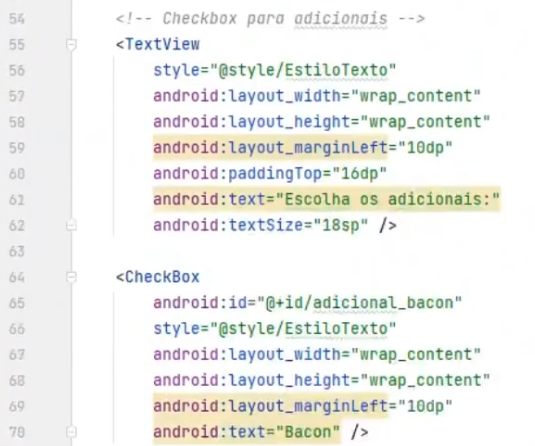 54 <!-- Checkbox para adicionais -->
55 <TextView
56 style="@style/EstiloTexto"
57 android:layout_width="wrap_content"
58 android:layout_height="wrap_content"
59 android:layout_marginLeft="10dp"
60 android:paddingTop="16dp"
61 android:text="Escolha os adicionais:"
62 android:textSize="18sp" />
63
64 <CheckBox
65 android:id="@+id/adicional_bacon"
66 style="@style/EstiloTexto"
67 android:layout_width="wrap_content"
68 android:layout_height="wrap_content"
69 android:layout_marginLeft="10dp"
70 android:text="Bacon" />